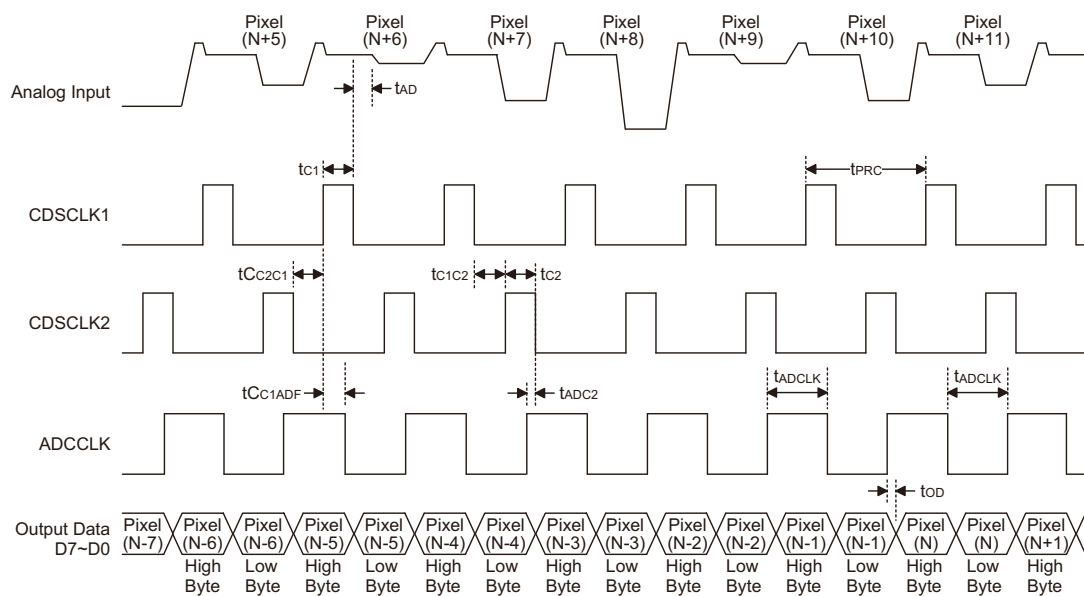 Pixel
(N+5)
Pixel
(N+6)
Pixel
(N+7)
Pixel
(N+8)
Pixel
(N+9)
Pixel
(N+10)
Pixel
(N+11)
Analog Input
tAD
tC1
tPRC
CDSCLK1
tCC2C1
tC1C2
tC2
CDSCLK2
tCC1ADF
tADC2
tADCLK
tADCLK
ADCCLK
tOD
Output Data
D7~D0
Pixel
(N-7)
Pixel
(N-6)
High
Byte
Pixel
(N-6)
Low
Byte
Pixel
(N-5)
High
Byte
Pixel
(N-5)
Low
Byte
Pixel
(N-4)
High
Byte
Pixel
(N-4)
Low
Byte
Pixel
(N-3)
High
Byte
Pixel
(N-3)
Low
Byte
Pixel
(N-2)
High
Byte
Pixel
(N-2)
Low
Byte
Pixel
(N-1)
High
Byte
Pixel
(N-1)
Low
Byte
Pixel
(N)
High
Byte
Pixel
(N)
Low
Byte
Pixel
(N+1)
High
Byte